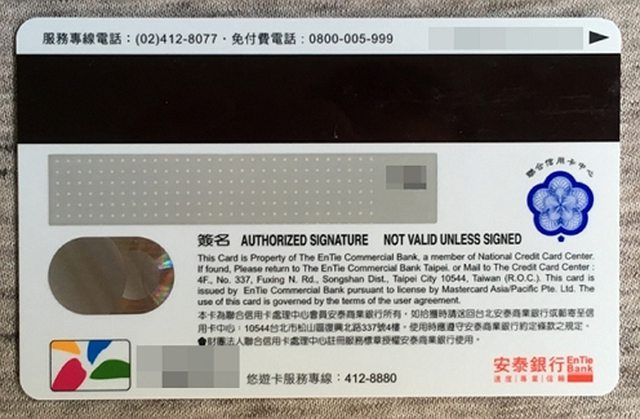 服務專線電話：(02)412-8077．免付費電話：0800-005-999
聯合信用卡中心
簽名 AUTHORIZED SIGNATURE NOT VALID UNLESS SIGNED
This Card is Property of The EnTie Commercial Bank, a member of National Credit Card Center.
If found, Please return to The EnTie Commercial Bank Taipei. or Mail to The Credit Card Center :
4F., No. 337, Fuxing N. Rd., Songshan Dist., Taipei City 10544, Taiwan (R.O.C.). This card is
issued by EnTie Commercial Bank pursuant to license by Mastercard Asia/Pacific Pte. Ltd. The
use of this card is governed by the terms of the user agreement.
本卡為聯合信用卡處理中心會員安泰商業銀行所有，如拾獲時請送回台北安泰商業銀行或郵寄至信
用卡中心：10544台北市松山區復興北路337號4樓。使用時應遵守安泰商業銀行約定條款之規定。
財團法人聯合信用卡處理中心註冊服務標章授權安泰商業銀行使用。
安泰銀行 EnTie Bank
速度｜專業｜信賴
悠遊卡服務專線：412-8880